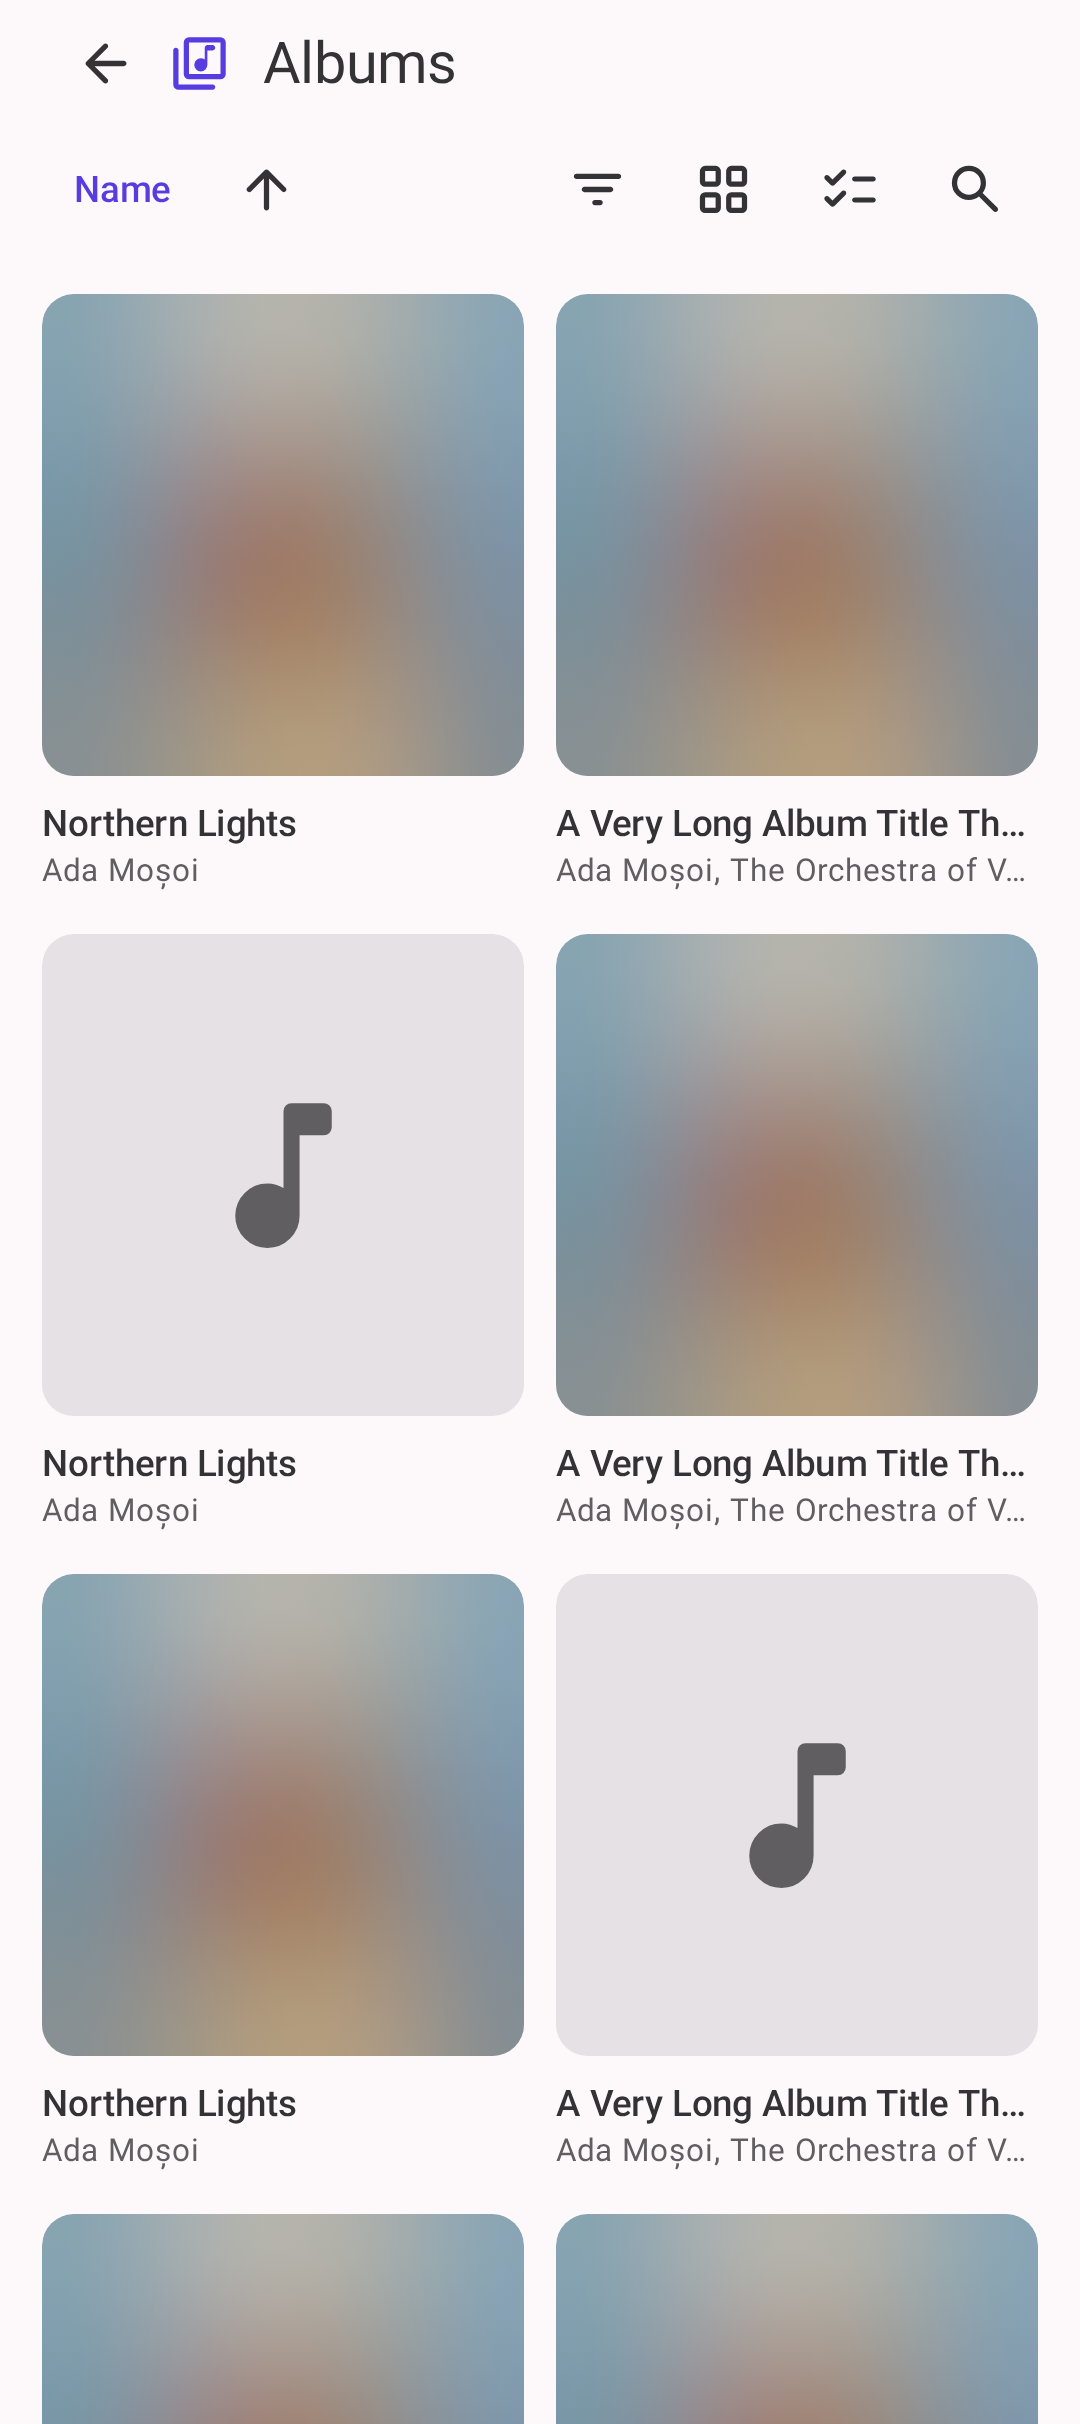 Albums
Name
Northern Lights
Ada Moșoi
A Very Long Album Title Th...
Ada Moșoi, The Orchestra of V...
Northern Lights
Ada Moșoi
A Very Long Album Title Th...
Ada Moșoi, The Orchestra of V...
Northern Lights
Ada Moșoi
A Very Long Album Title Th...
Ada Moșoi, The Orchestra of V...